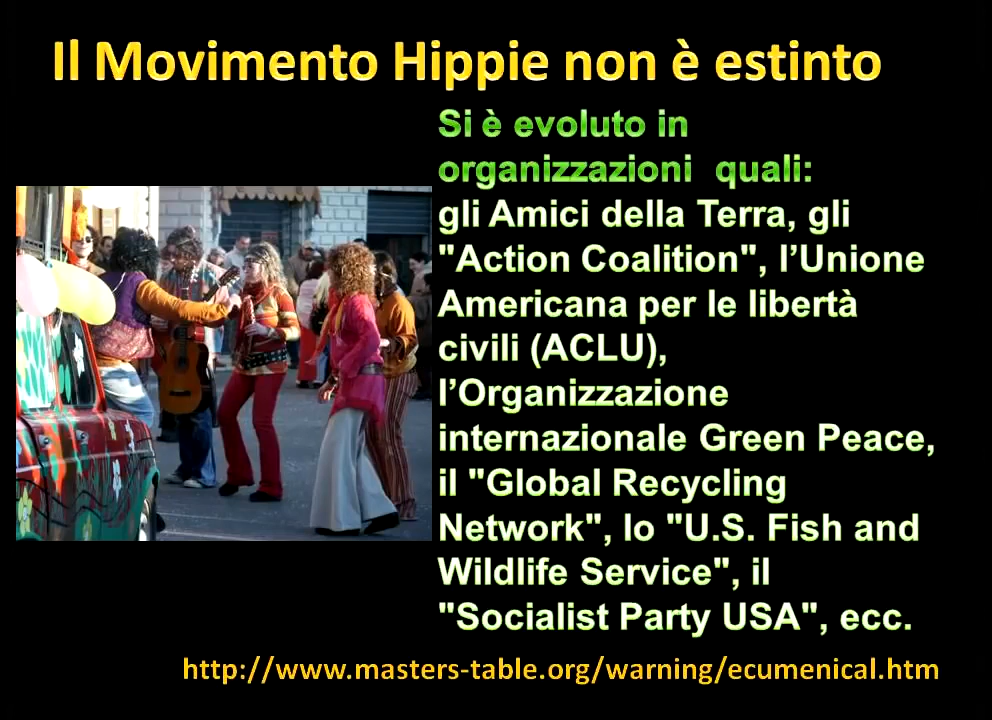 Il Movimento Hippie non è estinto
Si è evoluto in
organizzazioni quali:
gli Amici della Terra, gli
"Action Coalition", l’Unione
Americana per le libertà
civili (ACLU),
l’Organizzazione
internazionale Green Peace,
il "Global Recycling
Network", lo "U.S. Fish and
Wildlife Service", il
"Socialist Party USA", ecc.
http://www.masters-table.org/warning/ecumenical.htm